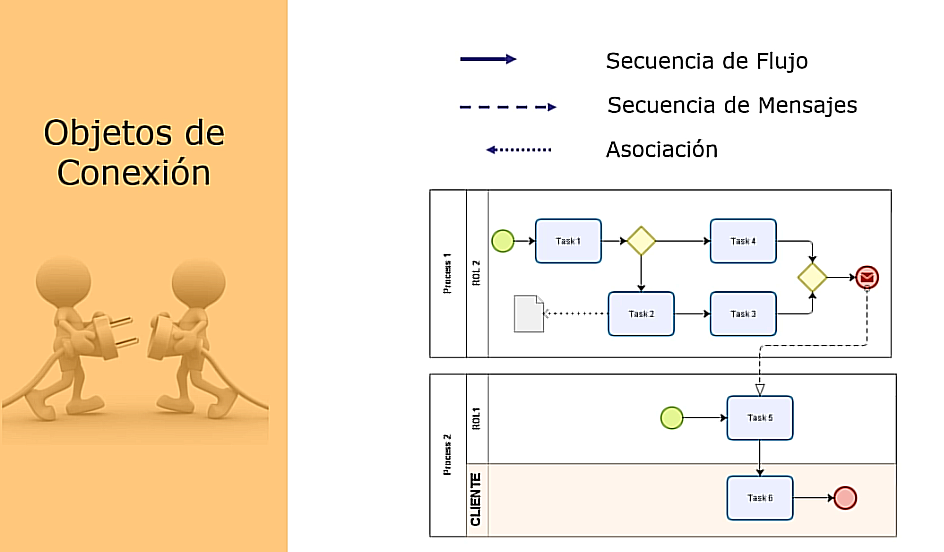 Objetos de
Conexión
Secuencia de Flujo
Secuencia de Mensajes
Asociación
Process 1
ROL 2
Task 1
Task 4
Task 2
Task 3
Process 2
ROL1
Task 5
CLIENTE
Task 6